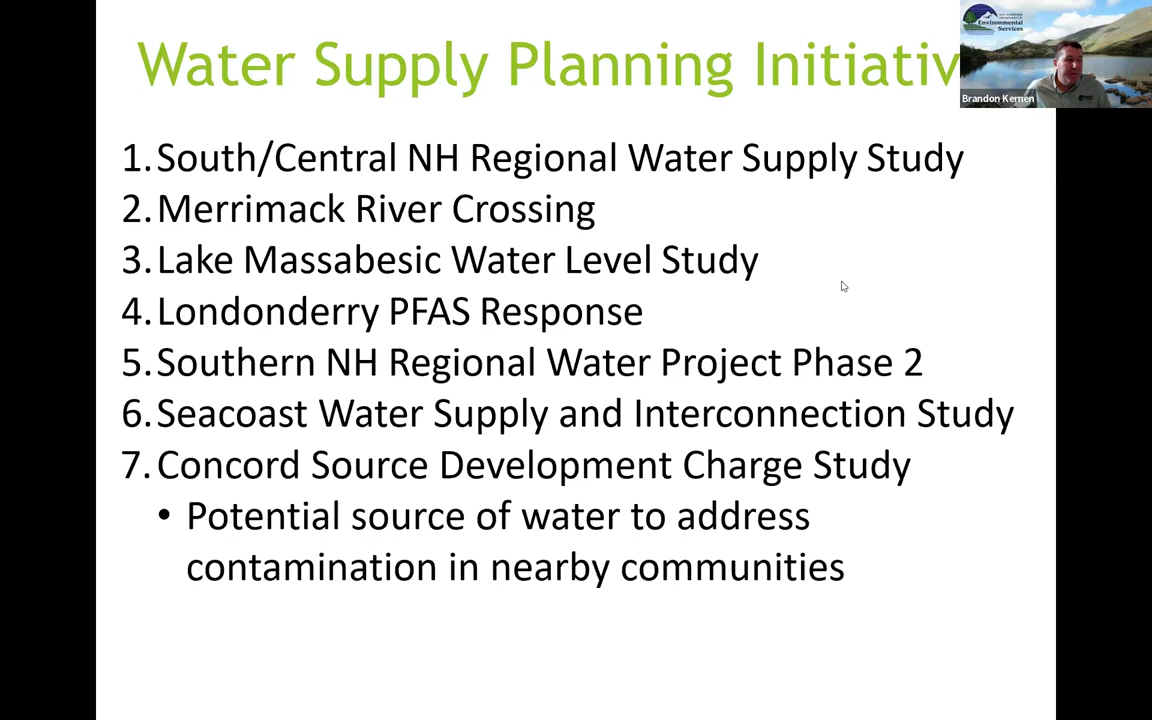 Water Supply Planning Initiativ
Environmental
Services
Brandon Kernen
1. South/Central NH Regional Water Supply Study
2. Merrimack River Crossing
3. Lake Massabesic Water Level Study
4. Londonderry PFAS Response
5. Southern NH Regional Water Project Phase 2
6. Seacoast Water Supply and Interconnection Study
7. Concord Source Development Charge Study
• Potential source of water to address
contamination in nearby communities